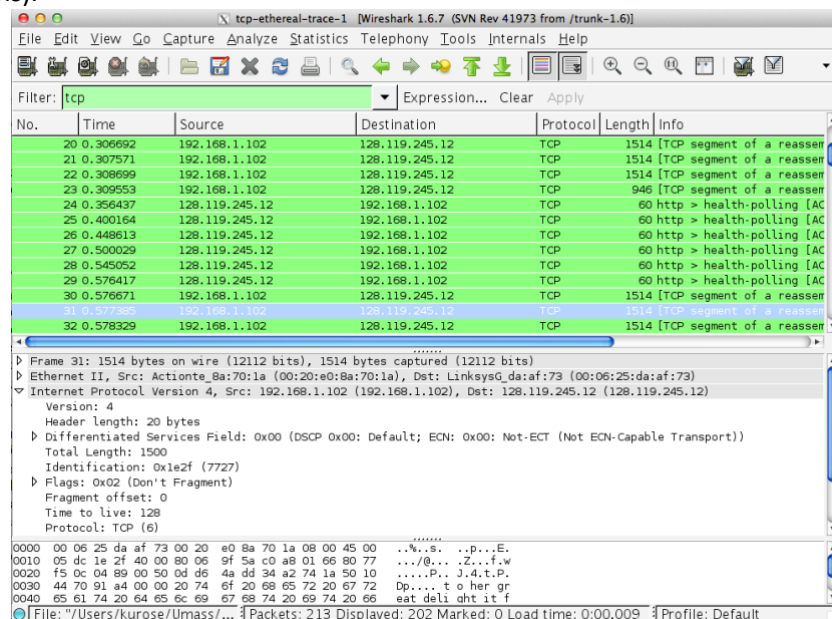 tcp-ethereal-trace-1 [Wireshark 1.6.7 (SVN Rev 41973 from /trunk-1.6)]
File Edit View Go Capture Analyze Statistics Telephony Tools Internals Help
Filter: tcp Expression... Clear Apply
No. Time Source Destination Protocol Length Info
20 0.306692 192.168.1.102 128.119.245.12 TCP 1514 [TCP segment of a reassem
21 0.307571 192.168.1.102 128.119.245.12 TCP 1514 [TCP segment of a reassem
22 0.308699 192.168.1.102 128.119.245.12 TCP 1514 [TCP segment of a reassem
23 0.309553 192.168.1.102 128.119.245.12 TCP 946 [TCP segment of a reassem
24 0.356437 128.119.245.12 192.168.1.102 TCP 60 http > health-polling [AC
25 0.400164 128.119.245.12 192.168.1.102 TCP 60 http > health-polling [AC
26 0.448613 128.119.245.12 192.168.1.102 TCP 60 http > health-polling [AC
27 0.500029 128.119.245.12 192.168.1.102 TCP 60 http > health-polling [AC
28 0.545052 128.119.245.12 192.168.1.102 TCP 60 http > health-polling [AC
29 0.576417 128.119.245.12 192.168.1.102 TCP 60 http > health-polling [AC
30 0.576671 192.168.1.102 128.119.245.12 TCP 1514 [TCP segment of a reassem
31 0.577385 192.168.1.102 128.119.245.12 TCP 1514 [TCP segment of a reassem
32 0.578329 192.168.1.102 128.119.245.12 TCP 1514 [TCP segment of a reassem
Frame 31: 1514 bytes on wire (12112 bits), 1514 bytes captured (12112 bits)
Ethernet II, Src: Actionte_8a:70:1a (00:20:e0:8a:70:1a), Dst: LinksysG_da:af:73 (00:06:25:da:af:73)
Internet Protocol Version 4, Src: 192.168.1.102 (192.168.1.102), Dst: 128.119.245.12 (128.119.245.12)
Version: 4
Header length: 20 bytes
Differentiated Services Field: 0x00 (DSCP 0x00: Default; ECN: 0x00: Not-ECT (Not ECN-Capable Transport))
Total Length: 1500
Identification: 0x1e2f (7727)
Flags: 0x02 (Don't Fragment)
Fragment offset: 0
Time to live: 128
Protocol: TCP (6)
0000 00 06 25 da af 73 00 20 e0 8a 70 1a 08 00 45 00 ..%..s. ..p...E.
0010 05 dc 1e 2f 40 00 80 06 9f 5a c0 a8 01 66 80 77 .../@... .Z...f.w
0020 f5 0c 04 89 00 50 0d d6 4a dd 34 a2 74 1a 50 10 .....P.. J.4.t.P.
0030 44 70 91 a4 00 00 20 74 6f 20 68 65 72 20 67 72 Dp.... t o her gr
0040 65 61 74 20 64 65 6c 69 67 68 74 20 69 74 20 66 eat deli ght it f
File: "/Users/kurose/Umass/... Packets: 213 Displayed: 202 Marked: 0 Load time: 0:00.009 Profile: Default